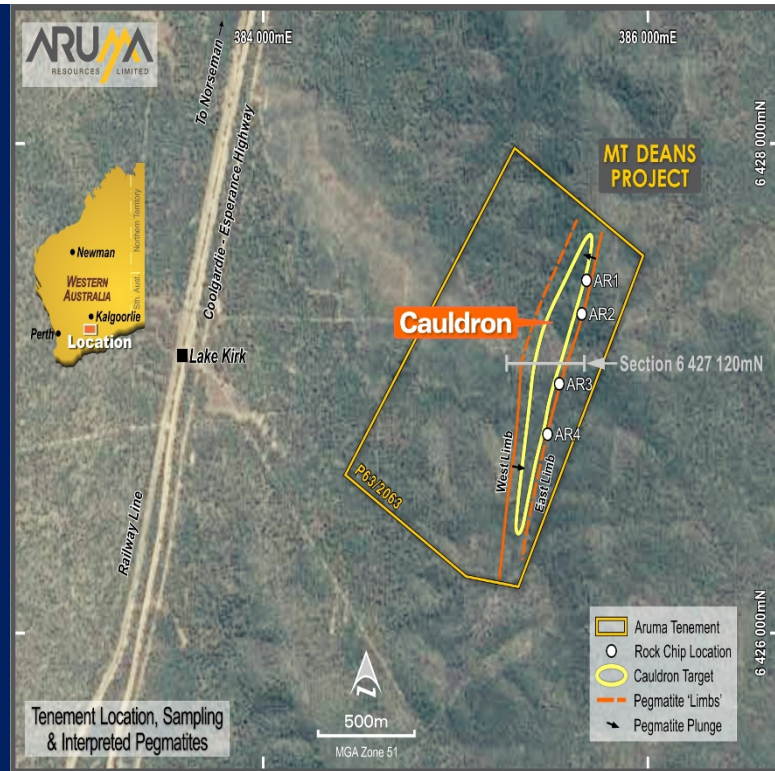 ARUMA
RESOURCES LIMITED
384 000mE
386 000mE
To Norseman →
Coolgardie - Esperance Highway
6 428 000mN
MT DEANS
PROJECT
Northern Territory
Sth. Aust.
Newman
WESTERN
AUSTRALIA
Kalgoorlie
Perth
Location
AR1
AR2
Cauldron
Lake Kirk
Section 6 427 120mN
AR3
AR4
West Limb
East Limb
P63/2063
Railway Line
6 426 000mN
Aruma Tenement
Rock Chip Location
Cauldron Target
Pegmatite 'Limbs'
Pegmatite Plunge
Tenement Location, Sampling
& Interpreted Pegmatites
500m
MGA Zone 51